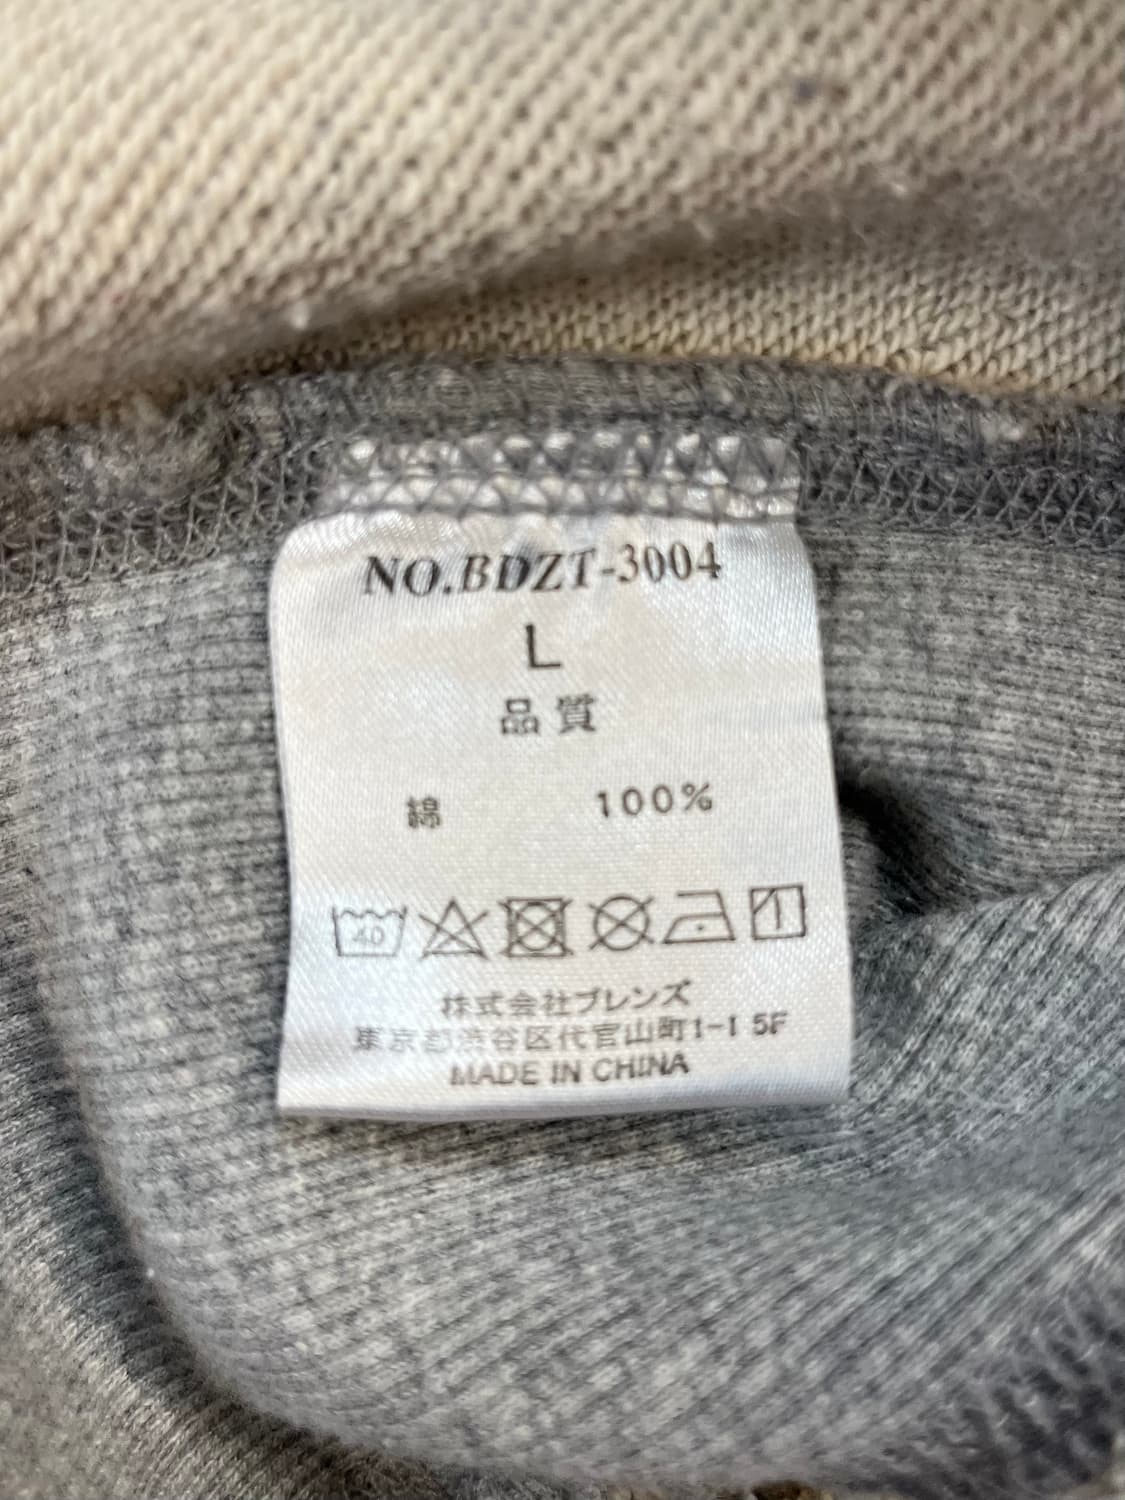 NO.BDZT-3004
L
品質
綿 100%
40
株式会社ブレンズ
東京都渋谷区代官山町1-1 5F
MADE IN CHINA